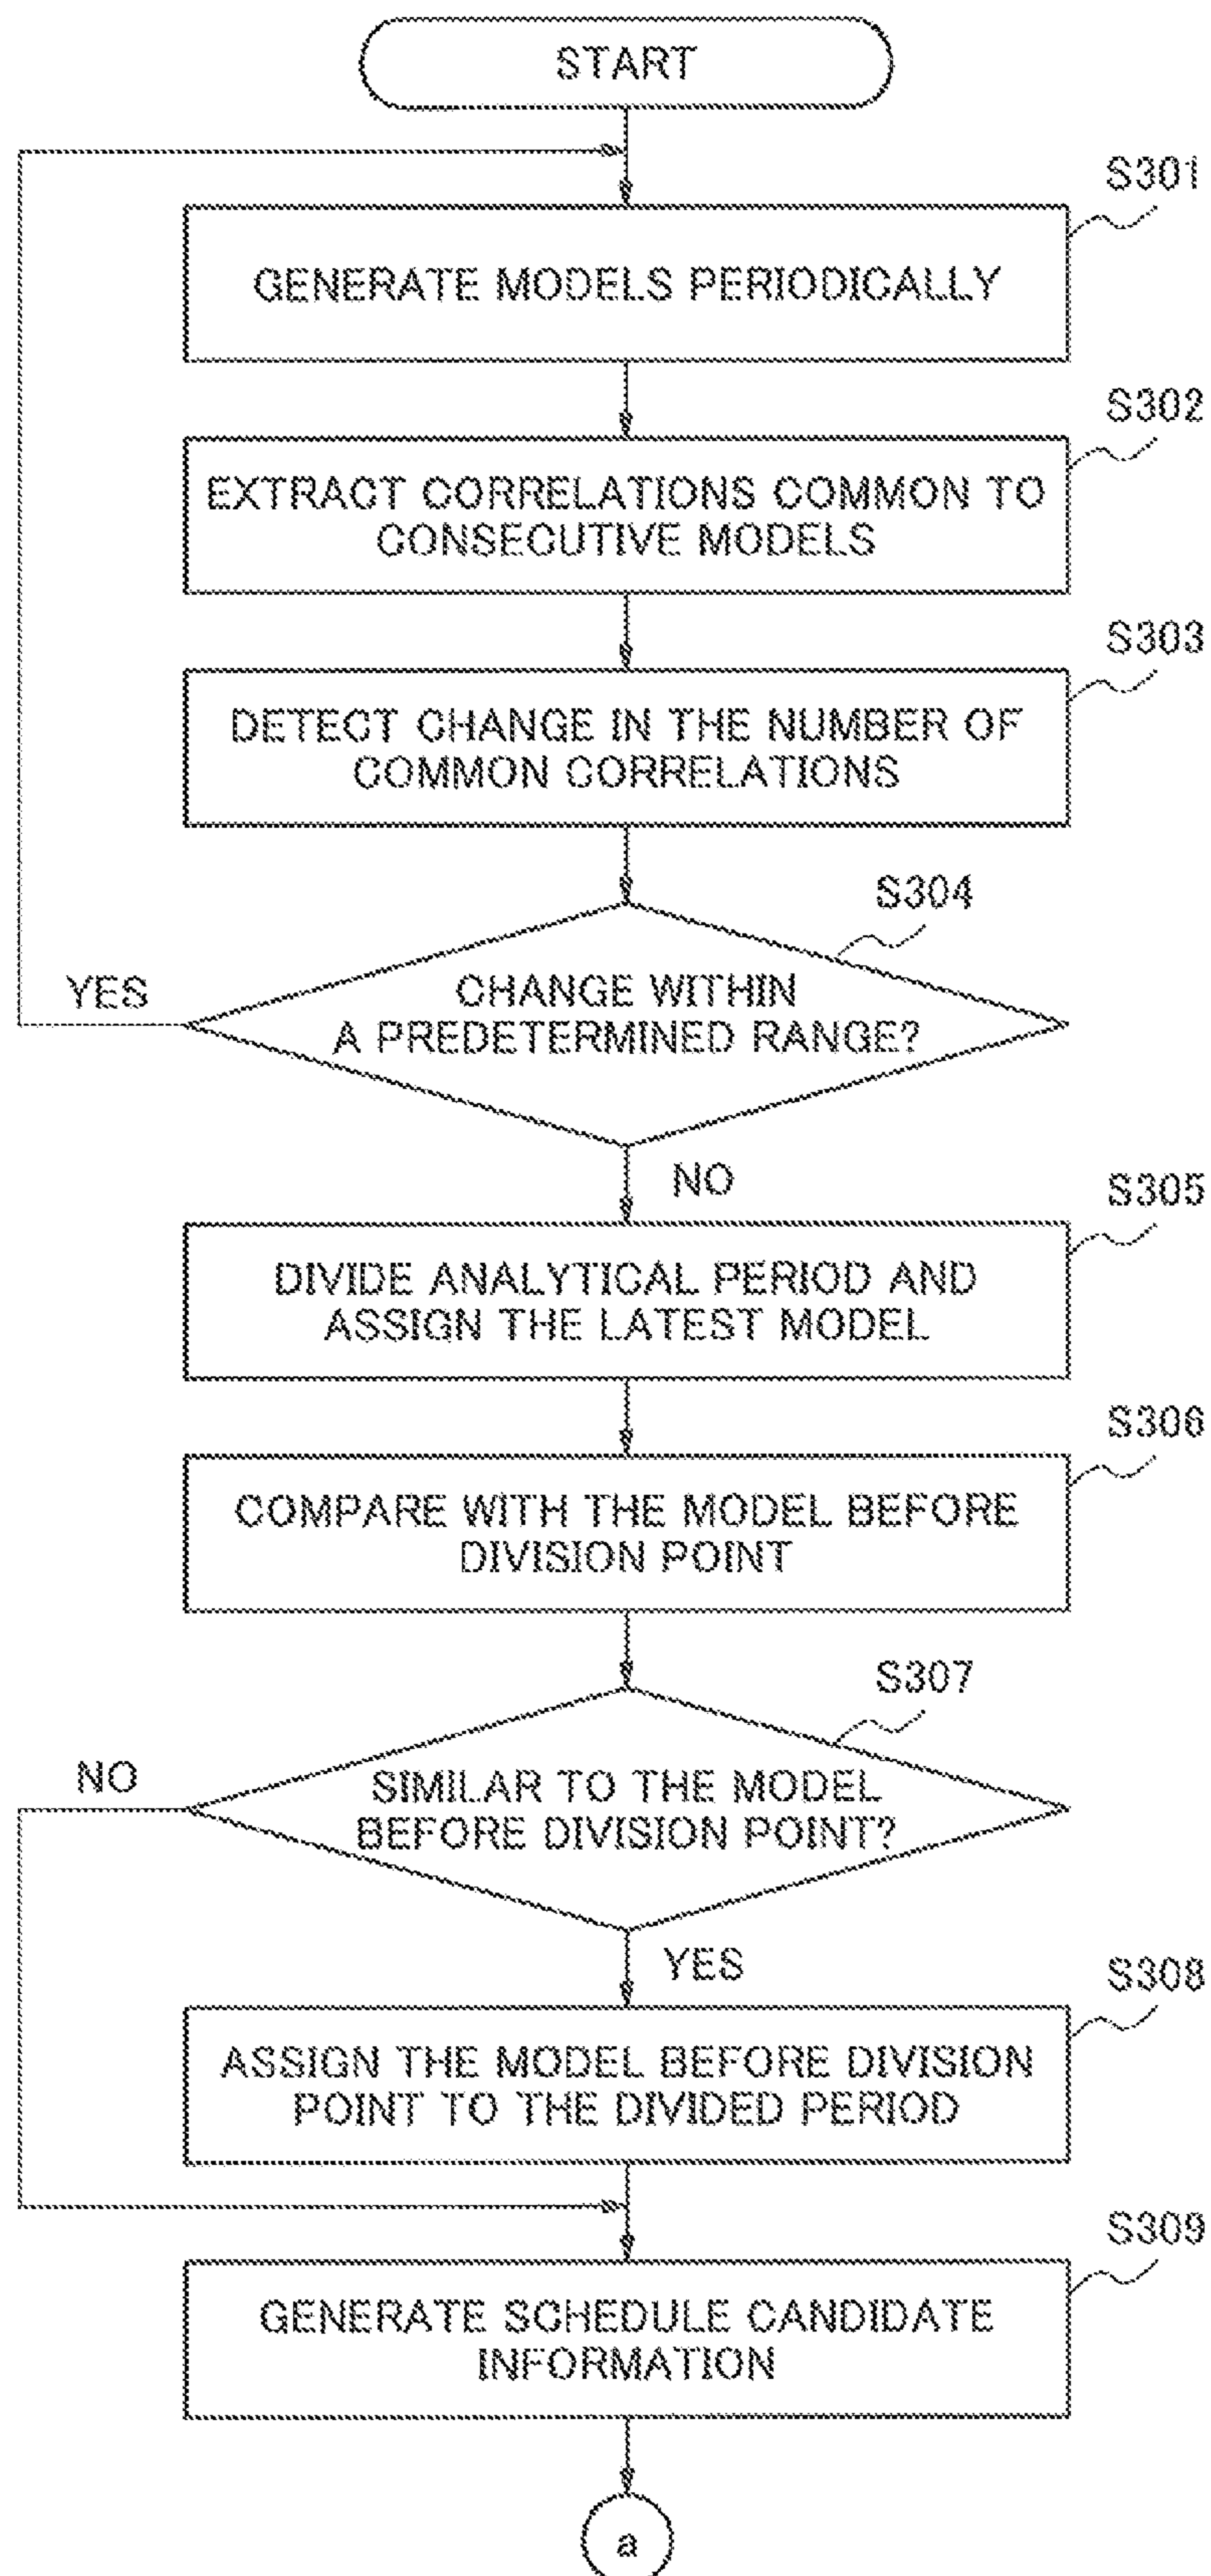 START
S301
GENERATE MODELS PERIODICALLY
S302
EXTRACT CORRELATIONS COMMON TO
CONSECUTIVE MODELS
S303
DETECT CHANGE IN THE NUMBER OF
COMMON CORRELATIONS
S304
YES
CHANGE WITHIN
A PREDETERMINED RANGE?
NO
S305
DIVIDE ANALYTICAL PERIOD AND
ASSIGN THE LATEST MODEL
S306
COMPARE WITH THE MODEL BEFORE
DIVISION POINT
S307
NO
SIMILAR TO THE MODEL
BEFORE DIVISION POINT?
YES
S308
ASSIGN THE MODEL BEFORE DIVISION
POINT TO THE DIVIDED PERIOD
S309
GENERATE SCHEDULE CANDIDATE
INFORMATION
a